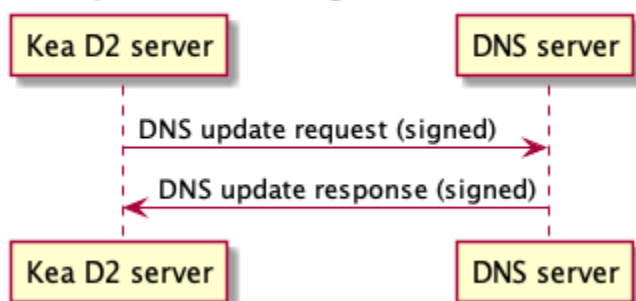 Kea D2 server DNS server
DNS update request (signed)
DNS update response (signed)
Kea D2 server DNS server